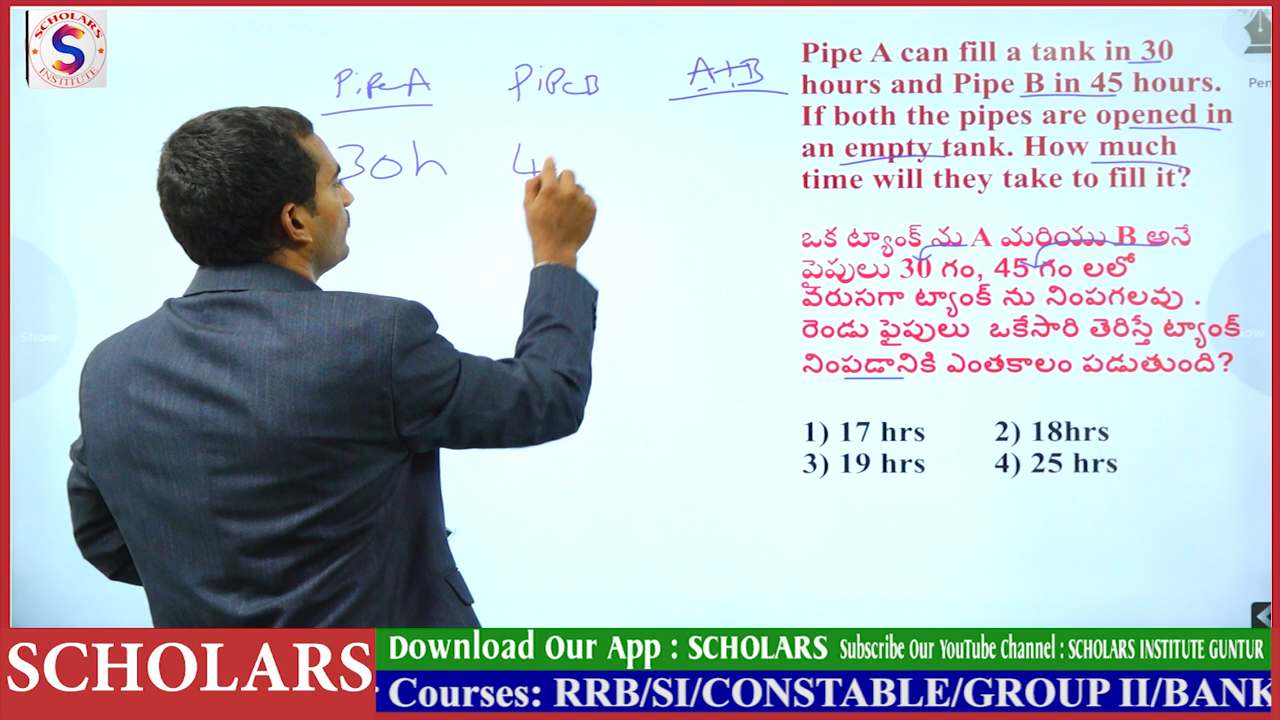 SCHOLARS
S
INSTITUTE
Pipe A Pipe B A+B
30h 4
Pipe A can fill a tank in 30
hours and Pipe B in 45 hours.
If both the pipes are opened in
an empty tank. How much
time will they take to fill it?
ఒక ట్యాంక్ ను A మరియు B అనే
పైపులు 30 గం, 45 గం లలో
వరుసగా ట్యాంక్ ను నింపగలవు .
రెండు పైపులు ఒకేసారి తెరిస్తే ట్యాంక్
నింపడానికి ఎంతకాలం పడుతుంది?
1) 17 hrs 2) 18hrs
3) 19 hrs 4) 25 hrs
Show
SCHOLARS
Download Our App : SCHOLARS Subscribe Our YouTube Channel : SCHOLARS INSTITUTE GUNTUR
Courses: RRB/SI/CONSTABLE/GROUP II/BANK